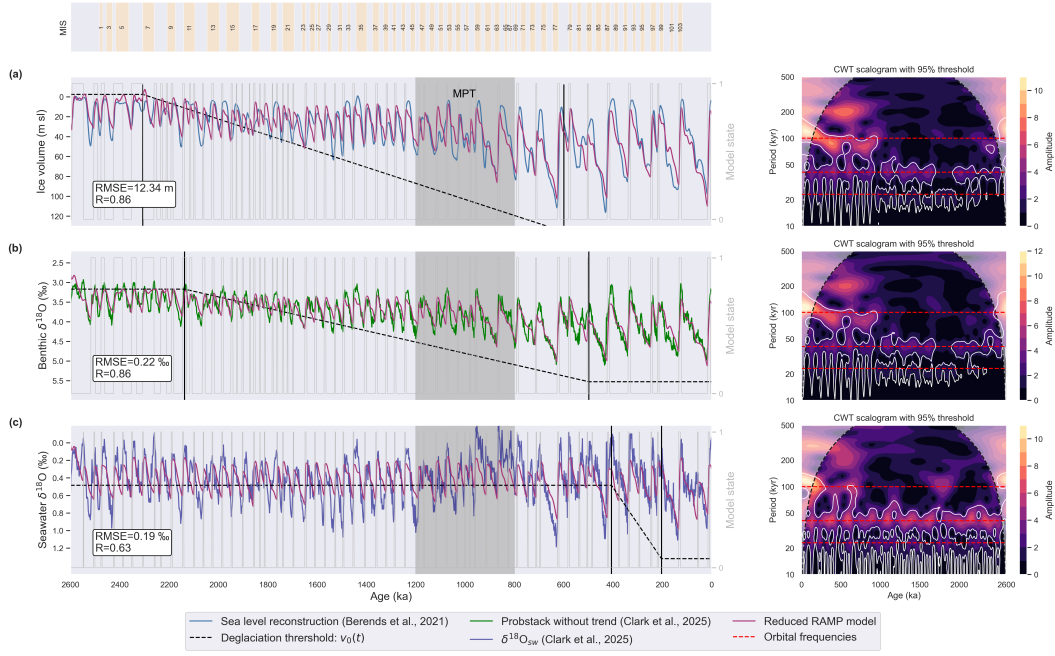 MIS
1 3 5 7 9 11 13 15 17 19 21 23 25 27 29 31 33 35 37 39 41 43 45 47 49 51 53 55 57 59 61 63 65 67 69 71 73 75 77 79 81 83 85 87 89 91 93 95 97 99 101 103
(a)
MPT
Ice volume (m sl)
0
20
40
60
80
100
120
RMSE=12.34 m
R=0.86
1
Model state
0
CWT scalogram with 95% threshold
Period (kyr)
500
200
100
50
20
10
Amplitude
10
8
6
4
2
0
(b)
Benthic δ¹⁸O (‰)
2.5
3.0
3.5
4.0
4.5
5.0
5.5
RMSE=0.22 ‰
R=0.86
1
Model state
0
CWT scalogram with 95% threshold
Period (kyr)
500
200
100
50
20
10
Amplitude
12
10
8
6
4
2
0
(c)
Seawater δ¹⁸O (‰)
0.0
0.2
0.4
0.6
0.8
1.0
1.2
RMSE=0.19 ‰
R=0.63
1
Model state
0
2600 2400 2200 2000 1800 1600 1400 1200 1000 800 600 400 200 0
Age (ka)
CWT scalogram with 95% threshold
Period (kyr)
500
200
100
50
20
10
0 500 1000 1500 2000 2600
Age (ka)
Amplitude
10
8
6
4
2
0
Sea level reconstruction (Berends et al., 2021)
Deglaciation threshold: v₀(t)
Probstack without trend (Clark et al., 2025)
δ¹⁸Osw (Clark et al., 2025)
Reduced RAMP model
Orbital frequencies